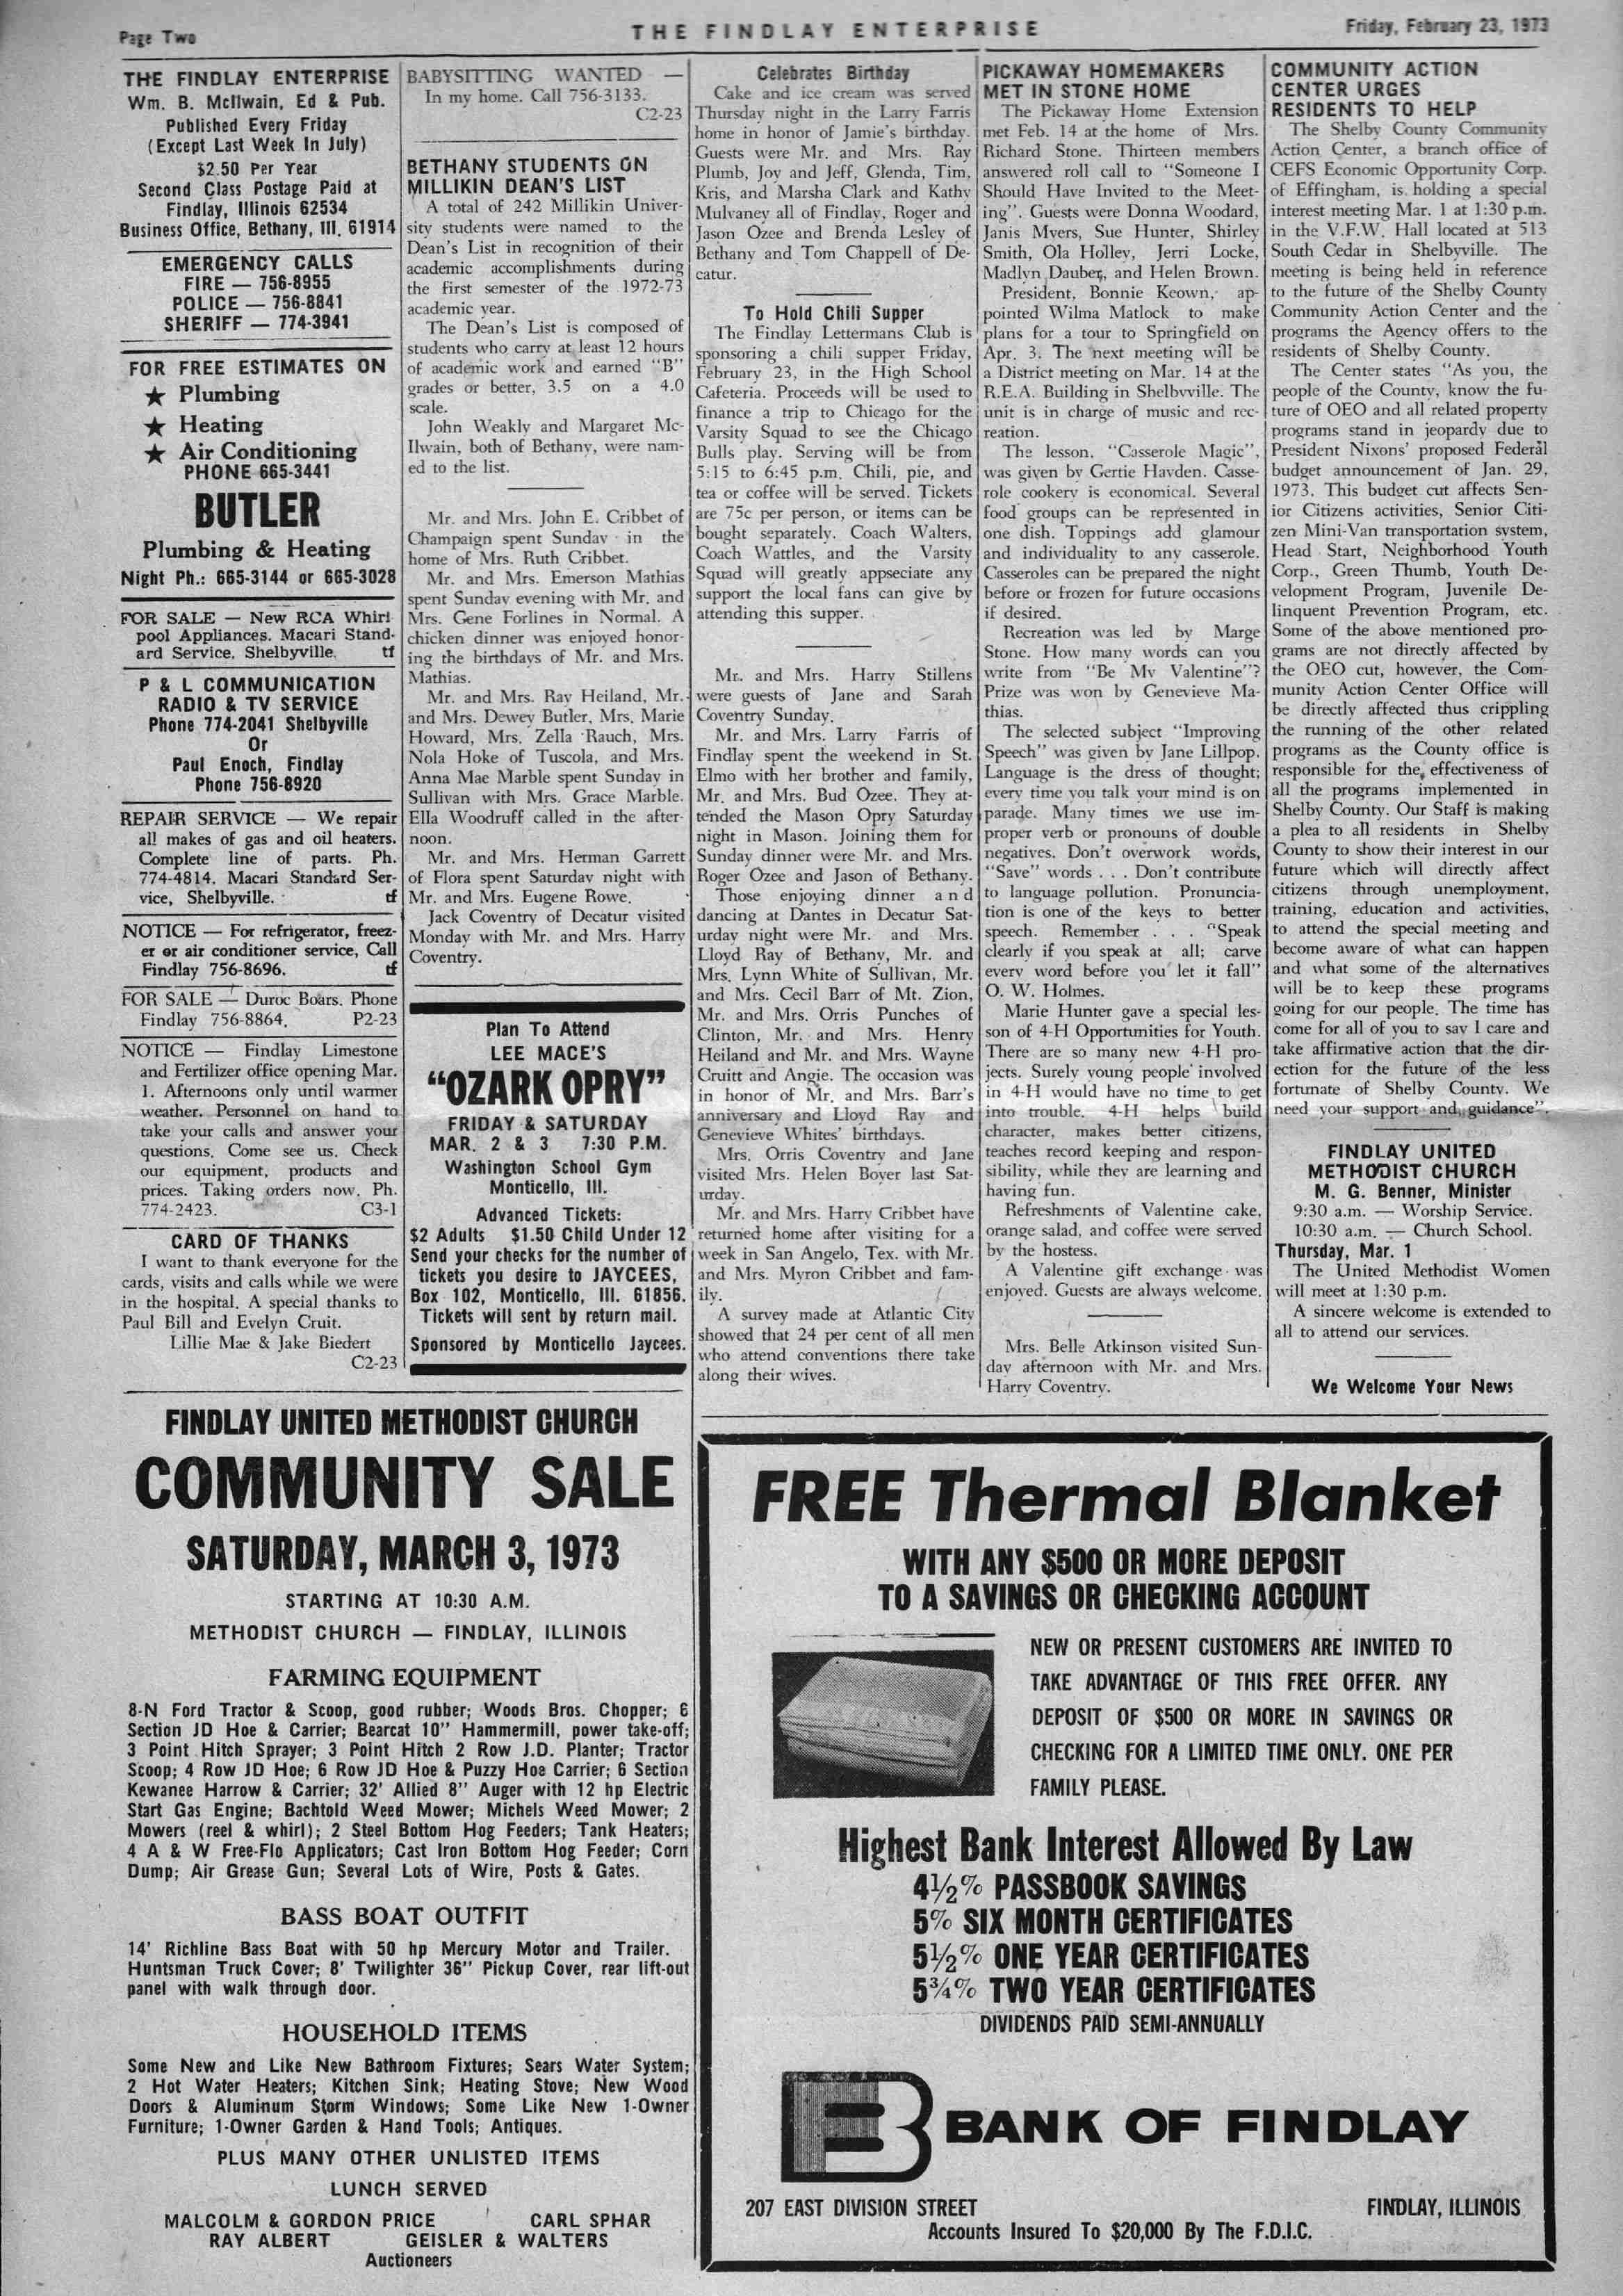 Page Two
THE FINDLAY ENTERPRISE
Friday, February 23, 1973
THE FINDLAY ENTERPRISE
Wm. B. McIlwain, Ed & Pub.
Published Every Friday
(Except Last Week In July)
$2.50 Per Year
Second Class Postage Paid at
Findlay, Illinois 62534
Business Office, Bethany, Ill. 61914
EMERGENCY CALLS
FIRE — 756-8955
POLICE — 756-8841
SHERIFF — 774-3941
FOR FREE ESTIMATES ON
★ Plumbing
★ Heating
★ Air Conditioning
PHONE 665-3441
BUTLER
Plumbing & Heating
Night Ph.: 665-3144 or 665-3028
FOR SALE — New RCA Whirl
pool Appliances. Macari Stand-
ard Service, Shelbyville. tf
P & L COMMUNICATION
RADIO & TV SERVICE
Phone 774-2041 Shelbyville
Or
Paul Enoch, Findlay
Phone 756-8920
REPAIR SERVICE — We repair
all makes of gas and oil heaters.
Complete line of parts. Ph.
774-4814. Macari Standard Ser-
vice, Shelbyville. tf
NOTICE — For refrigerator, freez-
er or air conditioner service, Call
Findlay 756-8696. tf
FOR SALE — Duroc Boars. Phone
Findlay 756-8864. P2-23
NOTICE — Findlay Limestone
and Fertilizer office opening Mar.
1. Afternoons only until warmer
weather. Personnel on hand to
take your calls and answer your
questions. Come see us. Check
our equipment, products and
prices. Taking orders now. Ph.
774-2423. C3-1
CARD OF THANKS
I want to thank everyone for the
cards, visits and calls while we were
in the hospital. A special thanks to
Paul Bill and Evelyn Cruit.
Lillie Mae & Jake Biedert
C2-23
BABYSITTING WANTED —
In my home. Call 756-3133.
C2-23
BETHANY STUDENTS ON
MILLIKIN DEAN'S LIST
A total of 242 Millikin Univer-
sity students were named to the
Dean's List in recognition of their
academic accomplishments during
the first semester of the 1972-73
academic year.
The Dean's List is composed of
students who carry at least 12 hours
of academic work and earned "B"
grades or better, 3.5 on a 4.0
scale.
John Weakly and Margaret Mc-
Ilwain, both of Bethany, were nam-
ed to the list.
Mr. and Mrs. John E. Cribbet of
Champaign spent Sunday in the
home of Mrs. Ruth Cribbet.
Mr. and Mrs. Emerson Mathias
spent Sunday evening with Mr. and
Mrs. Gene Forlines in Normal. A
chicken dinner was enjoyed honor-
ing the birthdays of Mr. and Mrs.
Mathias.
Mr. and Mrs. Ray Heiland, Mr.
and Mrs. Dewey Butler, Mrs. Marie
Howard, Mrs. Zella Rauch, Mrs.
Nola Hoke of Tuscola, and Mrs.
Anna Mae Marble spent Sunday in
Sullivan with Mrs. Grace Marble.
Ella Woodruff called in the after-
noon.
Mr. and Mrs. Herman Garrett
of Flora spent Saturday night with
Mr. and Mrs. Eugene Rowe.
Jack Coventry of Decatur visited
Monday with Mr. and Mrs. Harry
Coventry.
Plan To Attend
LEE MACE'S
"OZARK OPRY"
FRIDAY & SATURDAY
MAR. 2 & 3 7:30 P.M.
Washington School Gym
Monticello, Ill.
Advanced Tickets:
$2 Adults $1.50 Child Under 12
Send your checks for the number of
tickets you desire to JAYCEES,
Box 102, Monticello, Ill. 61856.
Tickets will sent by return mail.
Sponsored by Monticello Jaycees.
Celebrates Birthday
Cake and ice cream was served
Thursday night in the Larry Farris
home in honor of Jamie's birthday.
Guests were Mr. and Mrs. Ray
Plumb, Joy and Jeff, Glenda, Tim,
Kris, and Marsha Clark and Kathy
Mulvaney all of Findlay, Roger and
Jason Ozee and Brenda Lesley of
Bethany and Tom Chappell of De-
catur.
To Hold Chili Supper
The Findlay Lettermans Club is
sponsoring a chili supper Friday,
February 23, in the High School
Cafeteria. Proceeds will be used to
finance a trip to Chicago for the
Varsity Squad to see the Chicago
Bulls play. Serving will be from
5:15 to 6:45 p.m. Chili, pie, and
tea or coffee will be served. Tickets
are 75c per person, or items can be
bought separately. Coach Walters,
Coach Wattles, and the Varsity
Squad will greatly appseciate any
support the local fans can give by
attending this supper.
Mr. and Mrs. Harry Stillens
were guests of Jane and Sarah
Coventry Sunday.
Mr. and Mrs. Larry Farris of
Findlay spent the weekend in St.
Elmo with her brother and family,
Mr. and Mrs. Bud Ozee. They at-
tended the Mason Opry Saturday
night in Mason. Joining them for
Sunday dinner were Mr. and Mrs.
Roger Ozee and Jason of Bethany.
Those enjoying dinner and
dancing at Dantes in Decatur Sat-
urday night were Mr. and Mrs.
Lloyd Ray of Bethany, Mr. and
Mrs. Lynn White of Sullivan, Mr.
and Mrs. Cecil Barr of Mt. Zion,
Mr. and Mrs. Orris Punches of
Clinton, Mr. and Mrs. Henry
Heiland and Mr. and Mrs. Wayne
Cruitt and Angie. The occasion was
in honor of Mr. and Mrs. Barr's
anniversary and Lloyd Ray and
Genevieve Whites' birthdays.
Mrs. Orris Coventry and Jane
visited Mrs. Helen Boyer last Sat-
urday.
Mr. and Mrs. Harry Cribbet have
returned home after visiting for a
week in San Angelo, Tex. with Mr.
and Mrs. Myron Cribbet and fam-
ily.
A survey made at Atlantic City
showed that 24 per cent of all men
who attend conventions there take
along their wives.
PICKAWAY HOMEMAKERS
MET IN STONE HOME
The Pickaway Home Extension
met Feb. 14 at the home of Mrs.
Richard Stone. Thirteen members
answered roll call to "Someone I
Should Have Invited to the Meet-
ing". Guests were Donna Woodard,
Janis Myers, Sue Hunter, Shirley
Smith, Ola Holley, Jerri Locke,
Madlyn Dauber, and Helen Brown.
President, Bonnie Keown, ap-
pointed Wilma Matlock to make
plans for a tour to Springfield on
Apr. 3. The next meeting will be
a District meeting on Mar. 14 at the
R.E.A. Building in Shelbyville. The
unit is in charge of music and rec-
reation.
The lesson, "Casserole Magic",
was given by Gertie Hayden. Casse-
role cookery is economical. Several
food groups can be represented in
one dish. Toppings add glamour
and individuality to any casserole.
Casseroles can be prepared the night
before or frozen for future occasions
if desired.
Recreation was led by Marge
Stone. How many words can you
write from "Be My Valentine"?
Prize was won by Genevieve Ma-
thias.
The selected subject "Improving
Speech" was given by Jane Lillpop.
Language is the dress of thought;
every time you talk your mind is on
parade. Many times we use im-
proper verb or pronouns of double
negatives. Don't overwork words,
"Save" words . . . Don't contribute
to language pollution. Pronuncia-
tion is one of the keys to better
speech. Remember . . . "Speak
clearly if you speak at all; carve
every word before you let it fall"
O. W. Holmes.
Marie Hunter gave a special les-
son of 4-H Opportunities for Youth.
There are so many new 4-H pro-
jects. Surely young people involved
in 4-H would have no time to get
into trouble. 4-H helps build
character, makes better citizens,
teaches record keeping and respon-
sibility, while they are learning and
having fun.
Refreshments of Valentine cake,
orange salad, and coffee were served
by the hostess.
A Valentine gift exchange was
enjoyed. Guests are always welcome.
Mrs. Belle Atkinson visited Sun-
day afternoon with Mr. and Mrs.
Harry Coventry.
COMMUNITY ACTION
CENTER URGES
RESIDENTS TO HELP
The Shelby County Community
Action Center, a branch office of
CEFS Economic Opportunity Corp.
of Effingham, is holding a special
interest meeting Mar. 1 at 1:30 p.m.
in the V.F.W. Hall located at 513
South Cedar in Shelbyville. The
meeting is being held in reference
to the future of the Shelby County
Community Action Center and the
programs the Agency offers to the
residents of Shelby County.
The Center states "As you, the
people of the County, know the fu-
ture of OEO and all related property
programs stand in jeopardy due to
President Nixons' proposed Federal
budget announcement of Jan. 29,
1973. This budget cut affects Sen-
ior Citizens activities, Senior Citi-
zen Mini-Van transportation system,
Head Start, Neighborhood Youth
Corp., Green Thumb, Youth De-
velopment Program, Juvenile De-
linquent Prevention Program, etc.
Some of the above mentioned pro-
grams are not directly affected by
the OEO cut, however, the Com-
munity Action Center Office will
be directly affected thus crippling
the running of the other related
programs as the County office is
responsible for the effectiveness of
all the programs implemented in
Shelby County. Our Staff is making
a plea to all residents in Shelby
County to show their interest in our
future which will directly affect
citizens through unemployment,
training, education and activities,
to attend the special meeting and
become aware of what can happen
and what some of the alternatives
will be to keep these programs
going for our people. The time has
come for all of you to say I care and
take affirmative action that the dir-
ection for the future of the less
fortunate of Shelby County. We
need your support and guidance".
FINDLAY UNITED
METHODIST CHURCH
M. G. Benner, Minister
9:30 a.m. — Worship Service.
10:30 a.m. — Church School.
Thursday, Mar. 1
The United Methodist Women
will meet at 1:30 p.m.
A sincere welcome is extended to
all to attend our services.
We Welcome Your News
FINDLAY UNITED METHODIST CHURCH
COMMUNITY SALE
SATURDAY, MARCH 3, 1973
STARTING AT 10:30 A.M.
METHODIST CHURCH — FINDLAY, ILLINOIS
FARMING EQUIPMENT
8-N Ford Tractor & Scoop, good rubber; Woods Bros. Chopper; 6
Section JD Hoe & Carrier; Bearcat 10" Hammermill, power take-off;
3 Point Hitch Sprayer; 3 Point Hitch 2 Row J.D. Planter; Tractor
Scoop; 4 Row JD Hoe; 6 Row JD Hoe & Puzzy Hoe Carrier; 6 Section
Kewanee Harrow & Carrier; 32' Allied 8" Auger with 12 hp Electric
Start Gas Engine; Bachtold Weed Mower; Michels Weed Mower; 2
Mowers (reel & whirl); 2 Steel Bottom Hog Feeders; Tank Heaters;
4 A & W Free-Flo Applicators; Cast Iron Bottom Hog Feeder; Corn
Dump; Air Grease Gun; Several Lots of Wire, Posts & Gates.
BASS BOAT OUTFIT
14' Richline Bass Boat with 50 hp Mercury Motor and Trailer.
Huntsman Truck Cover; 8' Twilighter 36" Pickup Cover, rear lift-out
panel with walk through door.
HOUSEHOLD ITEMS
Some New and Like New Bathroom Fixtures; Sears Water System;
2 Hot Water Heaters; Kitchen Sink; Heating Stove; New Wood
Doors & Aluminum Storm Windows; Some Like New 1-Owner
Furniture; 1-Owner Garden & Hand Tools; Antiques.
PLUS MANY OTHER UNLISTED ITEMS
LUNCH SERVED
MALCOLM & GORDON PRICE CARL SPHAR
RAY ALBERT GEISLER & WALTERS
Auctioneers
FREE Thermal Blanket
WITH ANY $500 OR MORE DEPOSIT
TO A SAVINGS OR CHECKING ACCOUNT
NEW OR PRESENT CUSTOMERS ARE INVITED TO
TAKE ADVANTAGE OF THIS FREE OFFER. ANY
DEPOSIT OF $500 OR MORE IN SAVINGS OR
CHECKING FOR A LIMITED TIME ONLY. ONE PER
FAMILY PLEASE.
Highest Bank Interest Allowed By Law
4½% PASSBOOK SAVINGS
5% SIX MONTH CERTIFICATES
5½% ONE YEAR CERTIFICATES
5¾% TWO YEAR CERTIFICATES
DIVIDENDS PAID SEMI-ANNUALLY
BANK OF FINDLAY
207 EAST DIVISION STREET FINDLAY, ILLINOIS
Accounts Insured To $20,000 By The F.D.I.C.